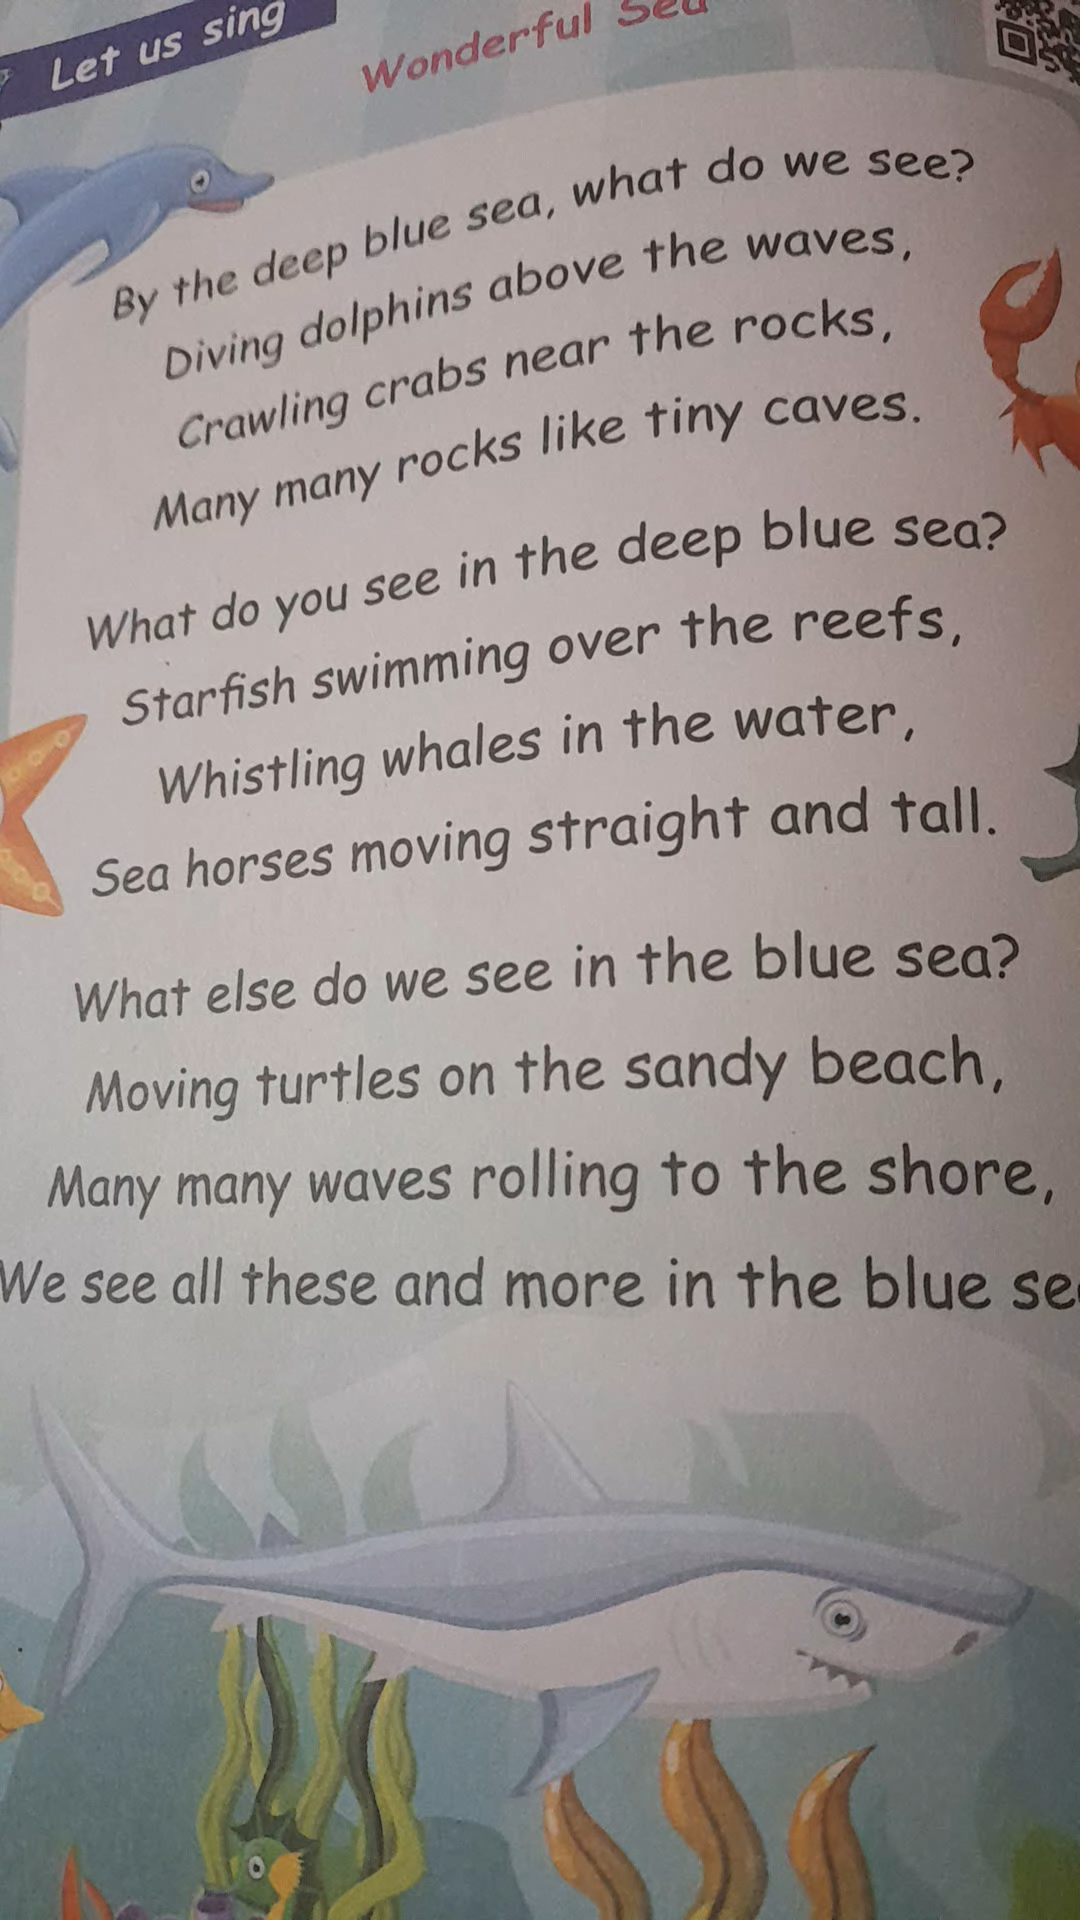 Let us sing
Wonderful Sea
By the deep blue sea, what do we see?
Diving dolphins above the waves,
Crawling crabs near the rocks,
Many many rocks like tiny caves.
What do you see in the deep blue sea?
Starfish swimming over the reefs,
Whistling whales in the water,
Sea horses moving straight and tall.
What else do we see in the blue sea?
Moving turtles on the sandy beach,
Many many waves rolling to the shore,
We see all these and more in the blue se